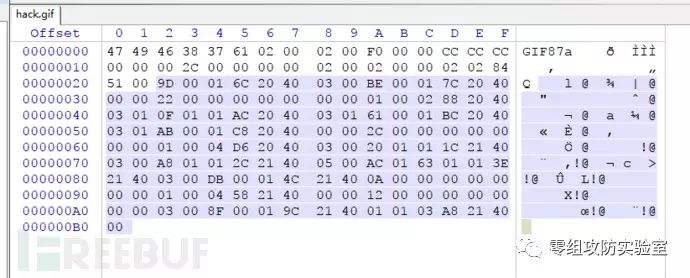 hack.gif
Offset 0 1 2 3 4 5 6 7 8 9 A B C D E F
00000000 47 49 46 38 37 61 02 00 02 00 F0 00 00 CC CC CC GIF87a ð ÌÌÌ
00000010 00 00 00 2C 00 00 00 00 02 00 02 00 00 02 02 84 , „
00000020 51 00 9D 00 01 6C 20 40 03 00 BE 00 01 7C 20 40 Q l @ ¾ | @
00000030 00 00 22 00 00 00 00 00 00 00 01 00 02 88 20 40 " ˆ @
00000040 03 01 0F 01 01 AC 20 40 03 01 61 00 01 BC 20 40 ¬ @ a ¼ @
00000050 03 01 AB 00 01 C8 20 40 00 00 2C 00 00 00 00 00 « È @ ,
00000060 00 00 01 00 04 D6 20 40 03 00 20 01 01 1C 21 40 Ö @ !@
00000070 03 00 A8 01 01 2C 21 40 05 00 AC 01 63 01 01 3E ¨ ,!@ ¬ c >
00000080 21 40 03 00 DB 00 01 4C 21 40 0A 00 00 00 00 00 !@ Û L!@
00000090 00 00 01 00 04 58 21 40 00 00 12 00 00 00 00 00 X!@
000000A0 00 00 03 00 8F 00 01 9C 21 40 01 01 03 A8 21 40 œ!@ ¨!@
000000B0 00
FREEBUF
零组攻防实验室